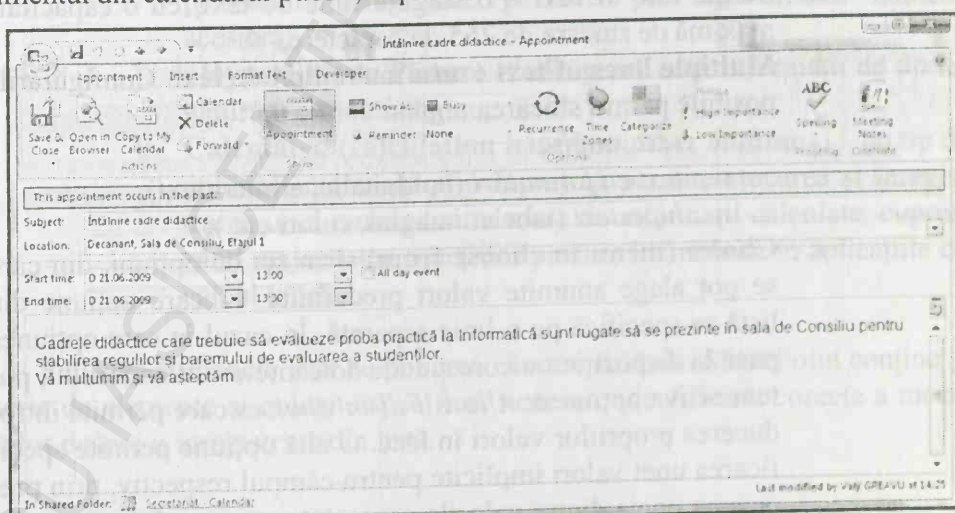 Întâlnire cadre didactice - Appointment
Appointment Insert Format Text Developer
Calendar
Delete
Forward
Save & Close
Open in Browser
Copy to My Calendar
Actions
Appointment
Show
Show As: Busy
Reminder: None
Recurrence Time Categorize
High Importance
Low Importance
Options
ABC
Spelling
Meeting Notes
This appointment occurs in the past.
Subject: Întâlnire cadre didactice
Location: Decanant, Sala de Consiliu, Etajul 1
Start time: D 21.06.2009 13:00 All day event
End time: D 21.06.2009 13:30
Cadrele didactice care trebuie să evalueze proba practică la Informatică sunt rugate să se prezinte in sala de Consiliu pentru
stabilirea regulilor și baremului de evaluarea a studenților.
Vă multumim și vă așteptăm
In Shared Folder: Secretariat Calendar
Last modified by Valy GREAVU at 14:25